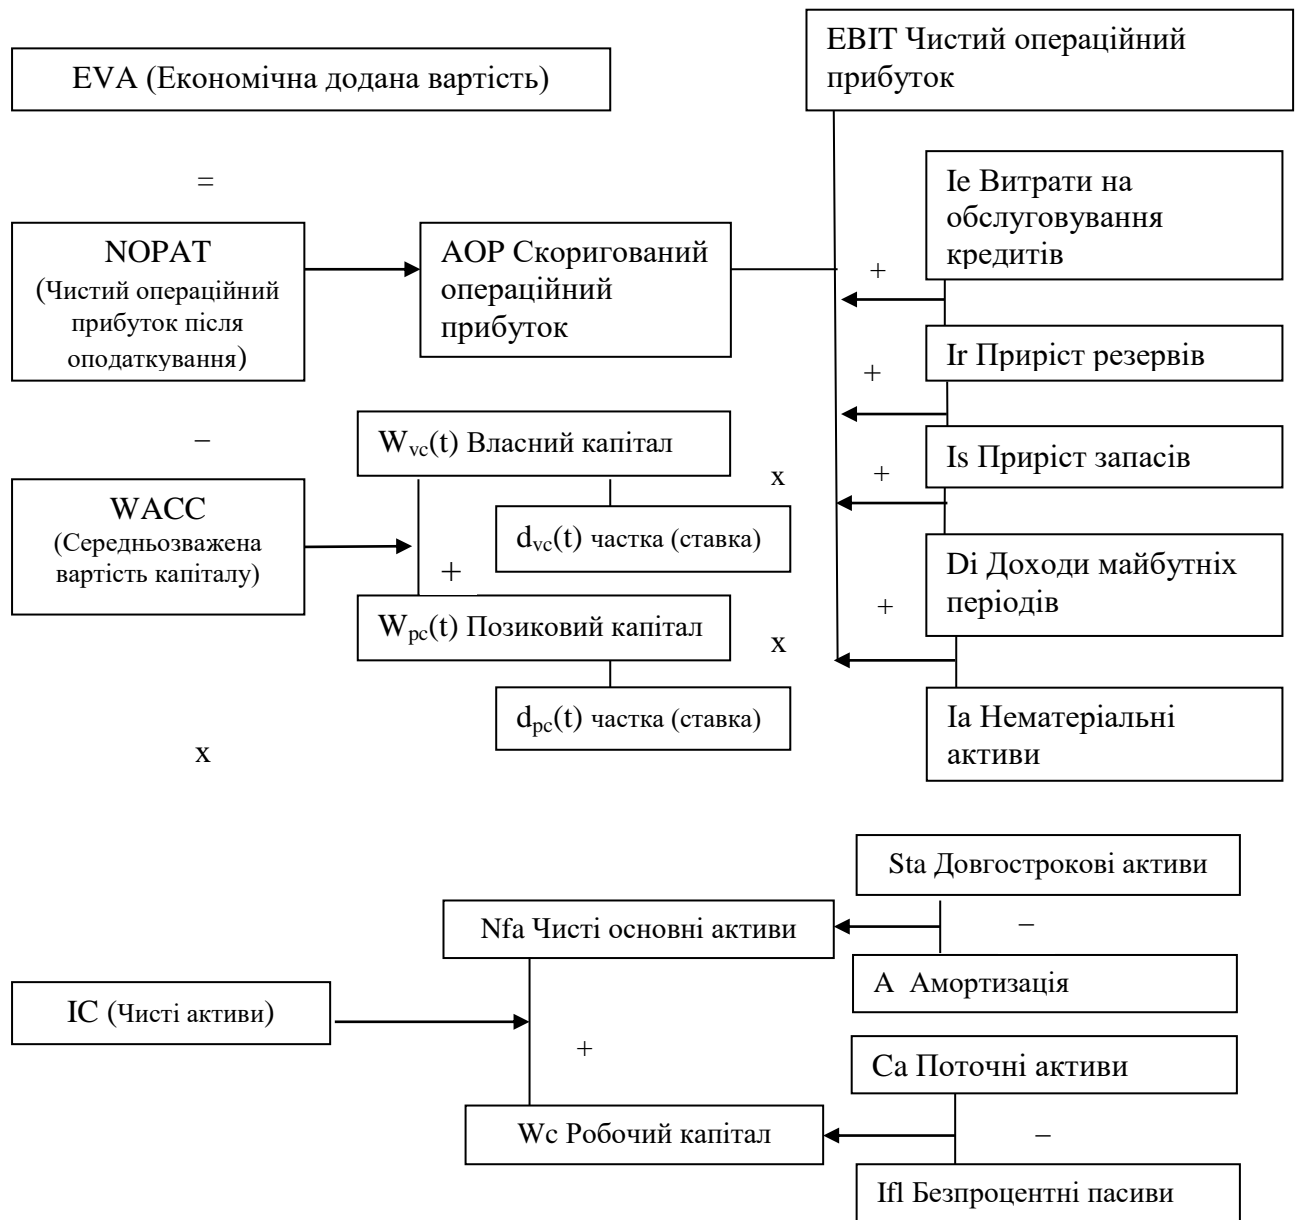 EBIT Чистий операційний
прибуток
EVA (Економічна додана вартість)
=
Ie Витрати на
обслуговування
кредитів
NOPAT
(Чистий операційний
прибуток після
оподаткування)
AOP Скоригований
операційний
прибуток
+
Ir Приріст резервів
+
–
Wvc(t) Власний капітал
x
Is Приріст запасів
+
WACC
(Середньозважена
вартість капіталу)
dvc(t) частка (ставка)
+
Di Доходи майбутніх
періодів
+
Wpc(t) Позиковий капітал
x
dpc(t) частка (ставка)
Ia Нематеріальні
активи
x
Sta Довгострокові активи
Nfa Чисті основні активи
–
A Амортизація
IC (Чисті активи)
+
Ca Поточні активи
Wc Робочий капітал
–
Ifl Безпроцентні пасиви